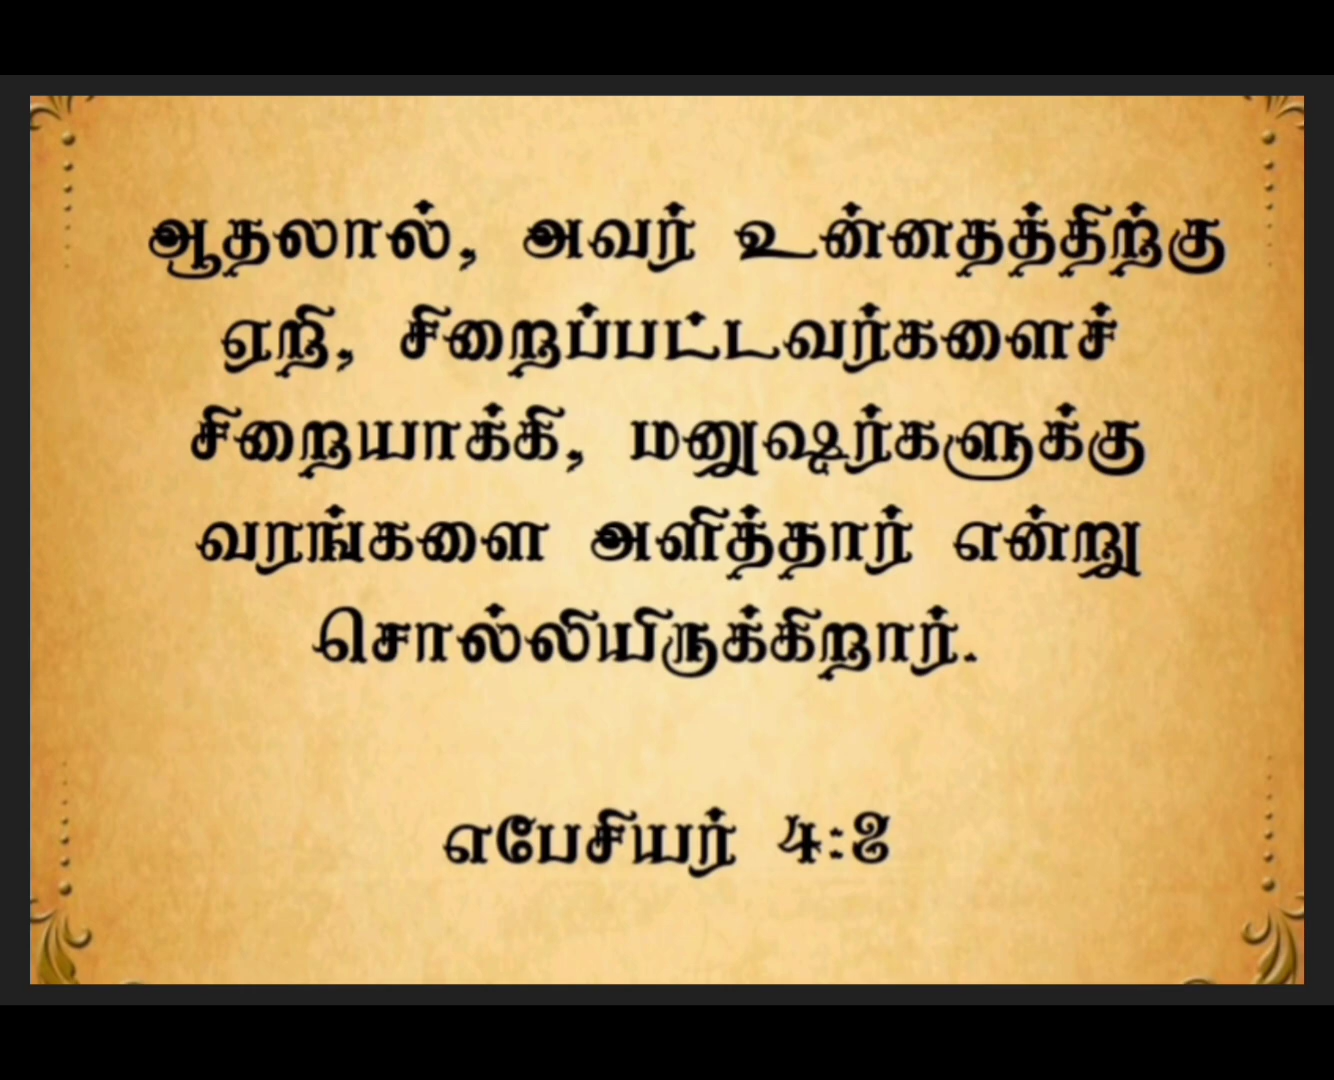 ஆதலால், அவர் உன்னதத்திற்கு
ஏறி, சிறைப்பட்டவர்களைச்
சிறையாக்கி, மனுஷர்களுக்கு
வரங்களை அளித்தார் என்று
சொல்லியிருக்கிறார்.
எபேசியர் 4:8